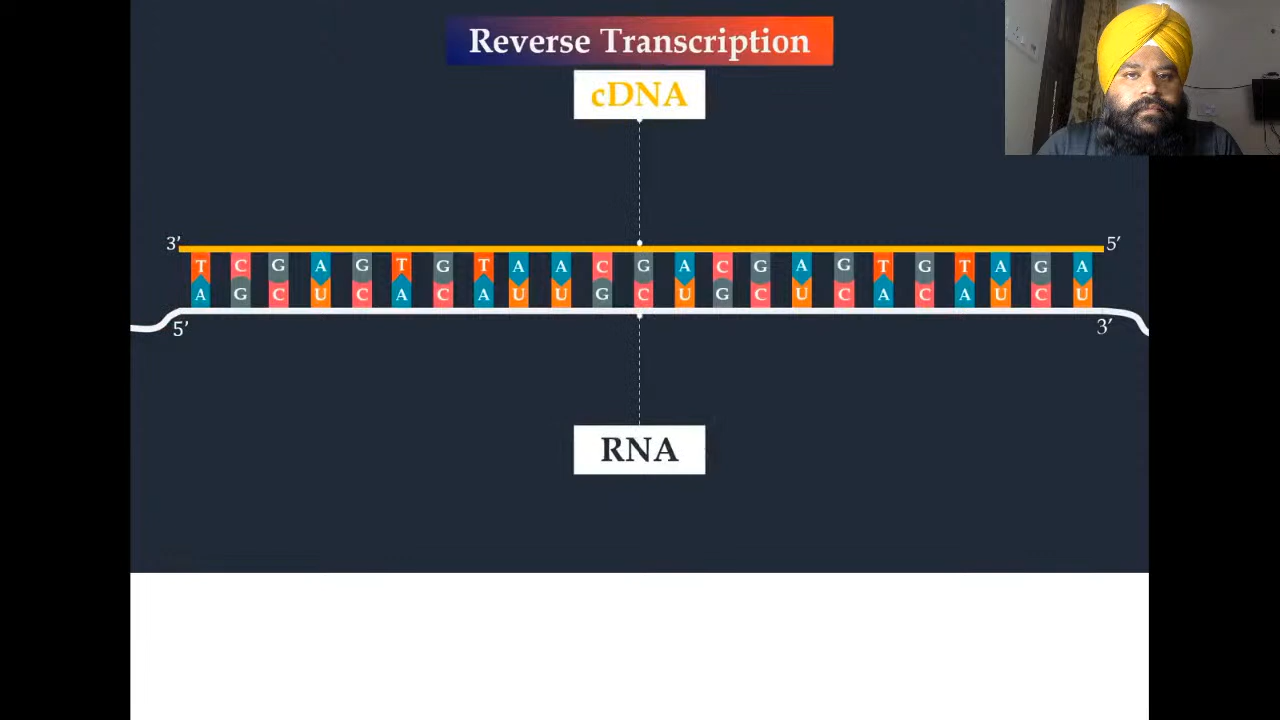 Reverse Transcription
cDNA
3’ 5’
T C G A G T G T A A C G A C G A G T G T A G A
A G C U C A C A U U G C U G C U C A C A U C U
5’ 3’
RNA